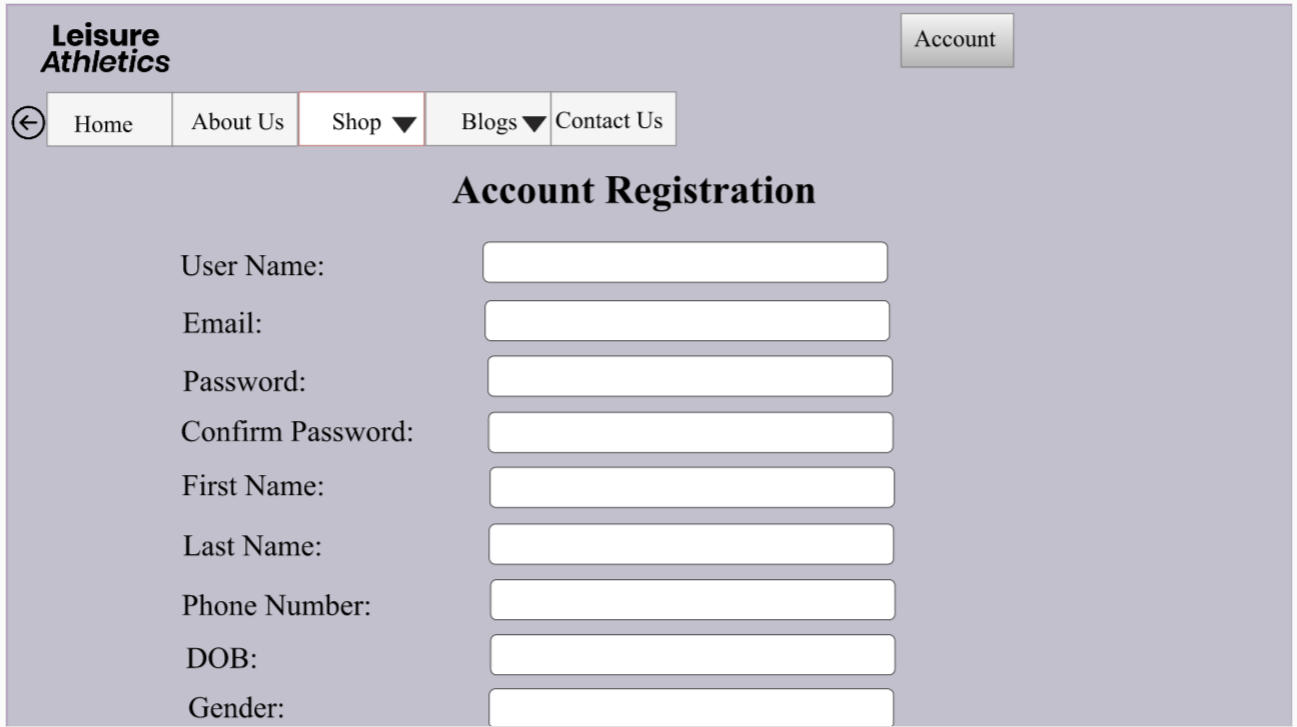 Leisure
Athletics
Account
Home
About Us
Shop
Blogs
Contact Us
Account Registration
User Name:
Email:
Password:
Confirm Password:
First Name:
Last Name:
Phone Number:
DOB:
Gender: